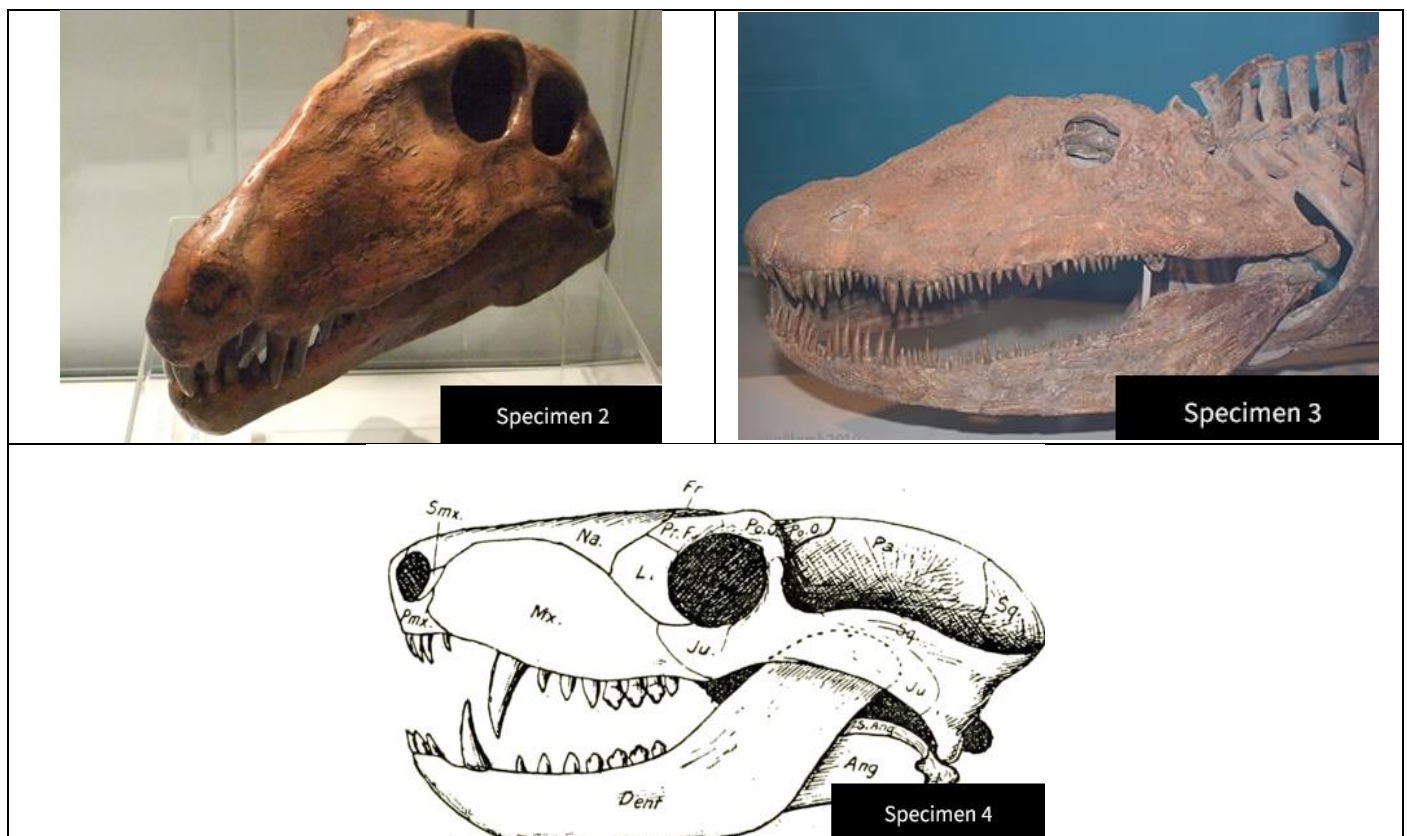 Specimen 2
Specimen 3
Fr
Smx.
Pr.F.
Po.O.
Po.O.
Na.
Pa.
L.
Sq.
Mx.
Pmx.
Sq.
Ju.
Ju
S.Ang
Ang
Dent
Specimen 4